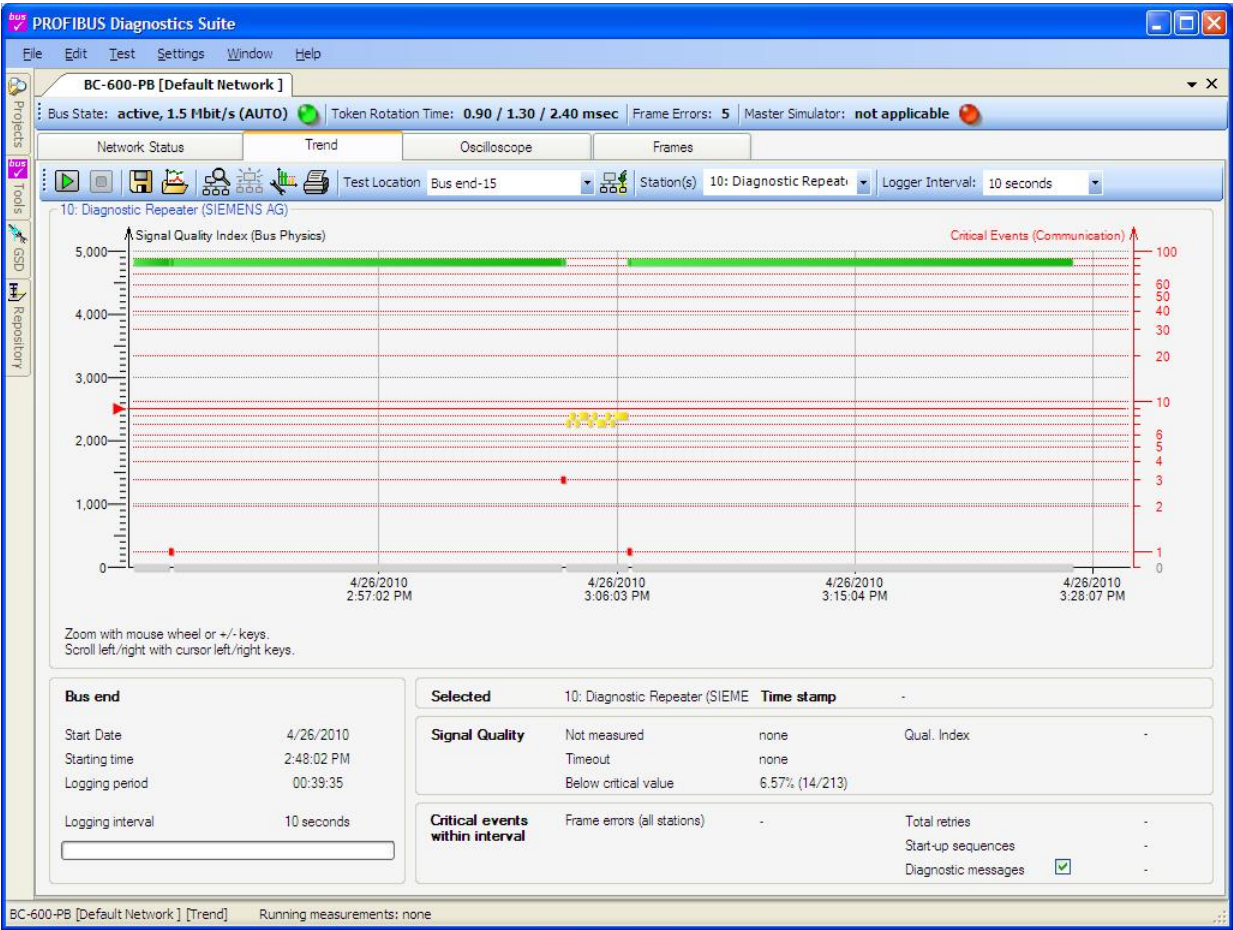 bus PROFIBUS Diagnostics Suite
File Edit Test Settings Window Help
BC-600-PB [Default Network ]
Bus State: active, 1.5 Mbit/s (AUTO) Token Rotation Time: 0.90 / 1.30 / 2.40 msec Frame Errors: 5 Master Simulator: not applicable
Projects
bus Tools
GSD
Repository
Network Status Trend Oscilloscope Frames
Test Location Bus end-15 Station(s) 10: Diagnostic Repeat Logger Interval: 10 seconds
10: Diagnostic Repeater (SIEMENS AG)
Signal Quality Index (Bus Physics) Critical Events (Communication)
5,000 100
60
50
4,000 40
30
20
3,000
10
2,000 6
5
4
3
1,000 2
1
0 0
4/26/2010 4/26/2010 4/26/2010 4/26/2010
2:57:02 PM 3:06:03 PM 3:15:04 PM 3:28:07 PM
Zoom with mouse wheel or +/- keys.
Scroll left/right with cursor left/right keys.
Bus end
Start Date 4/26/2010
Starting time 2:48:02 PM
Logging period 00:39:35
Logging interval 10 seconds
Selected 10: Diagnostic Repeater (SIEME Time stamp -
Signal Quality Not measured none Qual. Index -
Timeout none
Below critical value 6.57% (14/213)
Critical events Frame errors (all stations) - Total retries -
within interval Start-up sequences -
Diagnostic messages -
BC-600-PB [Default Network ] [Trend] Running measurements: none